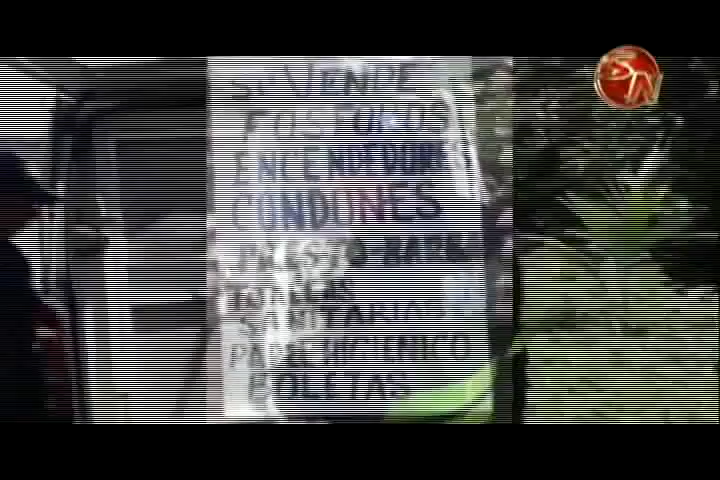 SE VENDE
FOSFOROS
ENCENDEDORES
CONDONES
TOALLAS
SANITARIAS
PAPEL HIGIENICO
BOLETAS